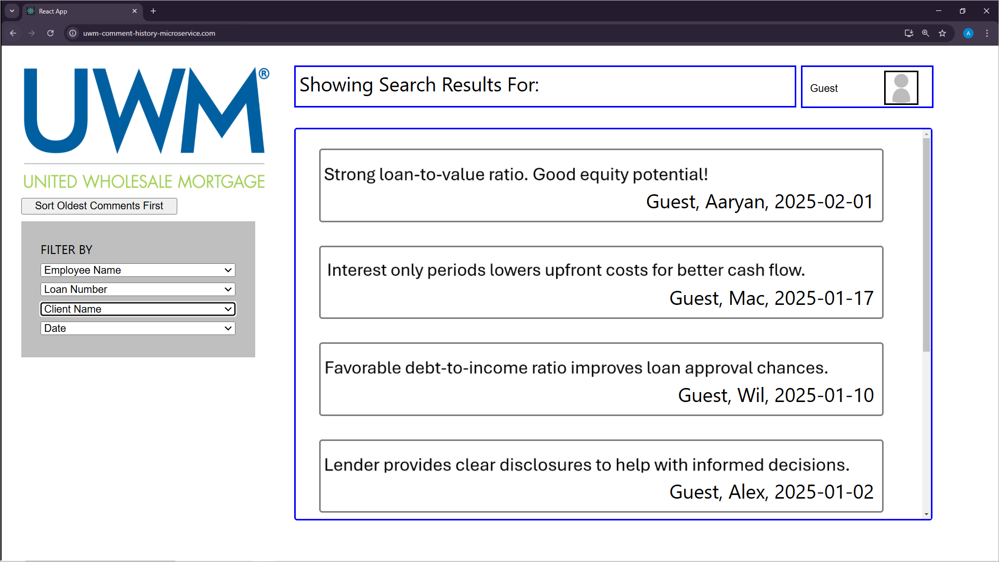 React App
uwm-comment-history-microservice.com
A
UWM®
UNITED WHOLESALE MORTGAGE
Sort Oldest Comments First
FILTER BY
Employee Name
Loan Number
Client Name
Date
Showing Search Results For:
Guest
Strong loan-to-value ratio. Good equity potential!
Guest, Aaryan, 2025-02-01
Interest only periods lowers upfront costs for better cash flow.
Guest, Mac, 2025-01-17
Favorable debt-to-income ratio improves loan approval chances.
Guest, Wil, 2025-01-10
Lender provides clear disclosures to help with informed decisions.
Guest, Alex, 2025-01-02